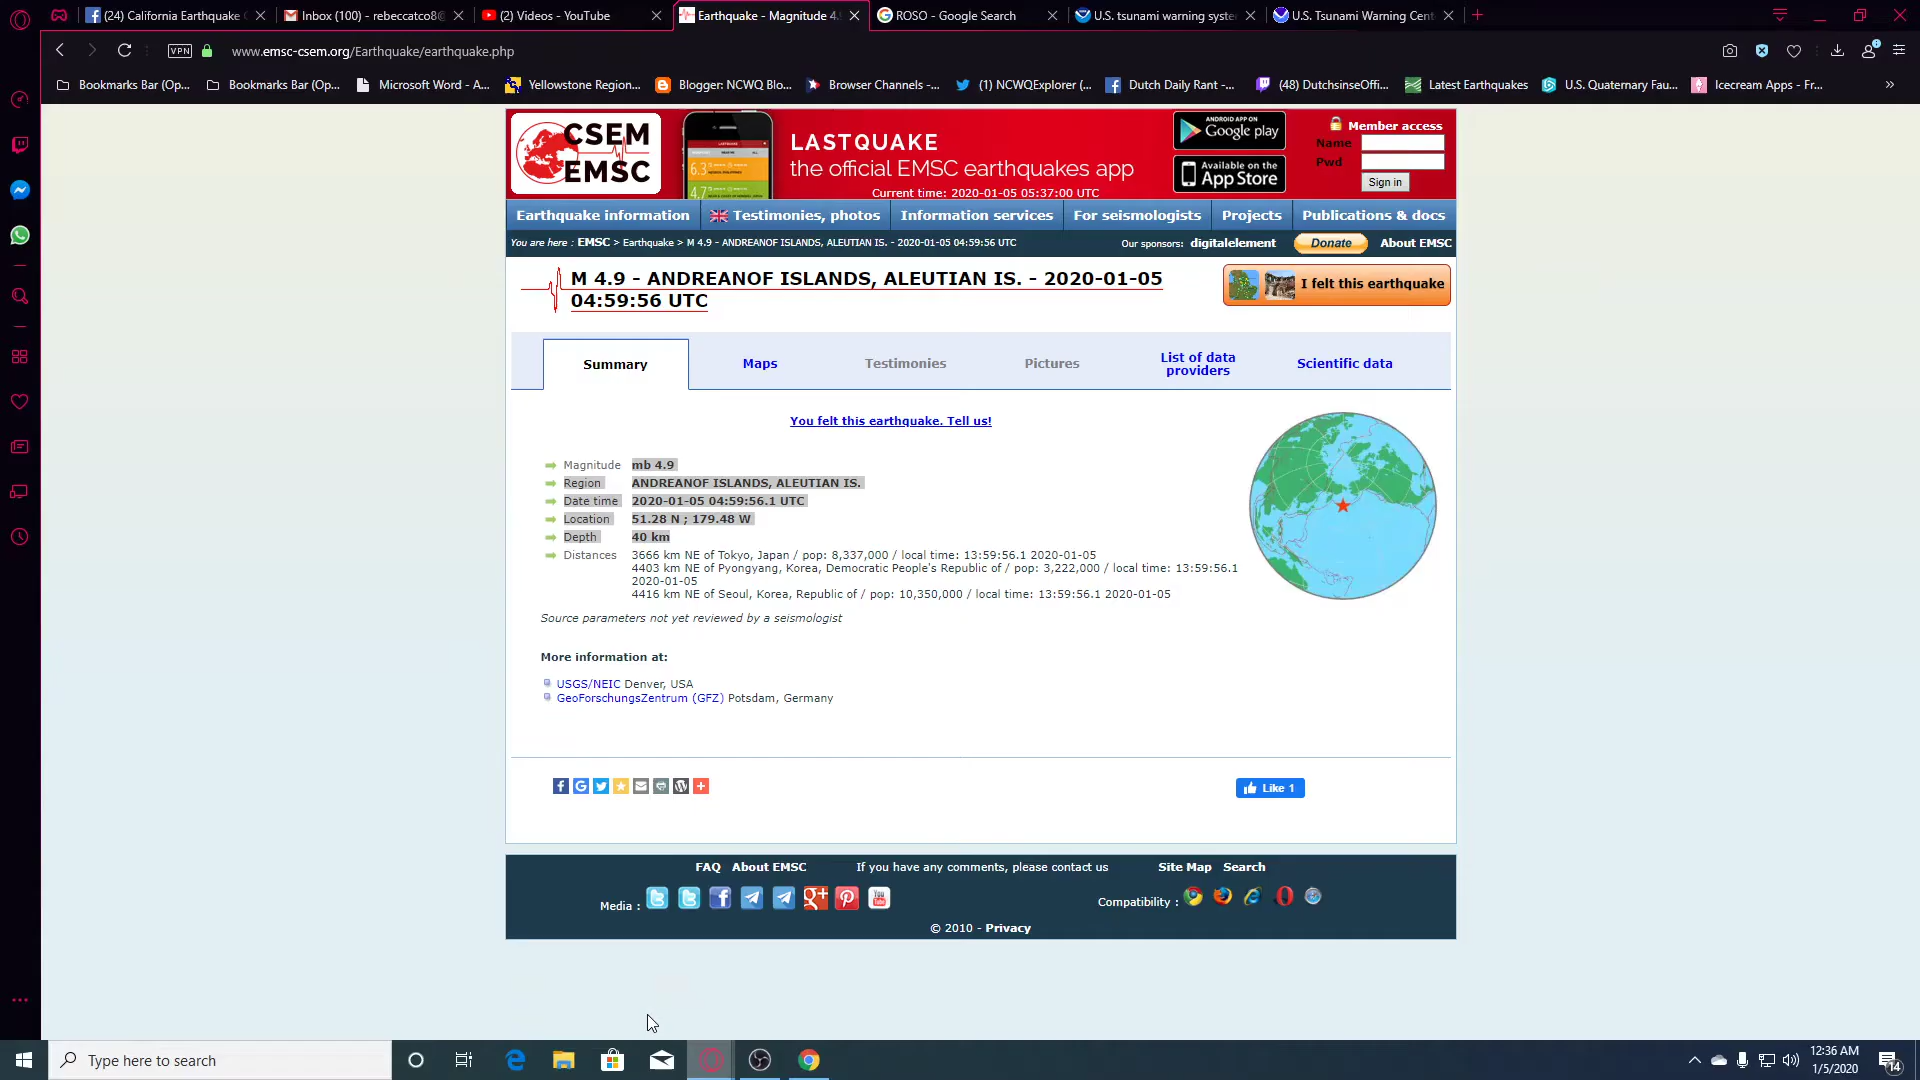 (24) California Earthquake
Inbox (100) - rebeccatco8@
(2) Videos - YouTube
Earthquake - Magnitude 4.
ROSO - Google Search
U.S. tsunami warning syste
U.S. Tsunami Warning Cent
VPN
www.emsc-csem.org/Earthquake/earthquake.php
Bookmarks Bar (Op...
Bookmarks Bar (Op...
Microsoft Word - A...
Yellowstone Region...
Blogger: NCWQ Blo...
Browser Channels -...
(1) NCWQExplorer (...
Dutch Daily Rant -...
(48) DutchsinseOffi...
Latest Earthquakes
U.S. Quaternary Fau...
Icecream Apps - Fr...
»
CSEM
EMSC
6.3
4.7
LASTQUAKE
the official EMSC earthquakes app
Current time: 2020-01-05 05:37:00 UTC
ANDROID APP ON
Google play
Available on the
App Store
Member access
Name
Pwd
Sign in
Earthquake information
Testimonies, photos
Information services
For seismologists
Projects
Publications & docs
You are here : EMSC > Earthquake > M 4.9 - ANDREANOF ISLANDS, ALEUTIAN IS. - 2020-01-05 04:59:56 UTC
Our sponsors: digitalelement
Donate
About EMSC
M 4.9 - ANDREANOF ISLANDS, ALEUTIAN IS. - 2020-01-05
04:59:56 UTC
I felt this earthquake
Summary
Maps
Testimonies
Pictures
List of data
providers
Scientific data
You felt this earthquake. Tell us!
Magnitude mb 4.9
Region ANDREANOF ISLANDS, ALEUTIAN IS.
Date time 2020-01-05 04:59:56.1 UTC
Location 51.28 N ; 179.48 W
Depth 40 km
Distances 3666 km NE of Tokyo, Japan / pop: 8,337,000 / local time: 13:59:56.1 2020-01-05
4403 km NE of Pyongyang, Korea, Democratic People's Republic of / pop: 3,222,000 / local time: 13:59:56.1
2020-01-05
4416 km NE of Seoul, Korea, Republic of / pop: 10,350,000 / local time: 13:59:56.1 2020-01-05
Source parameters not yet reviewed by a seismologist
More information at:
USGS/NEIC Denver, USA
GeoForschungsZentrum (GFZ) Potsdam, Germany
Like 1
FAQ
About EMSC
If you have any comments, please contact us
Site Map
Search
Media :
Compatibility :
© 2010 - Privacy
Type here to search
12:36 AM
1/5/2020
14